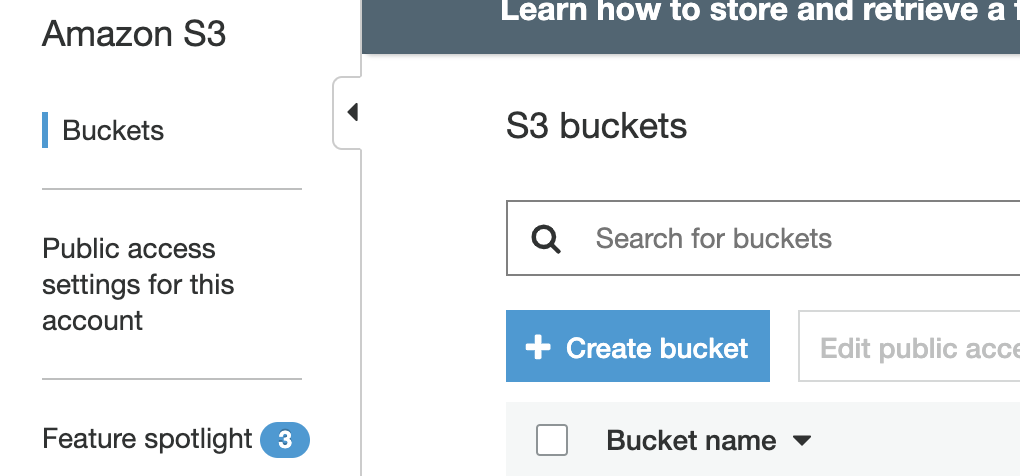 Amazon S3
Buckets
Public access
settings for this
account
Feature spotlight 3
Learn how to store and retrieve a
S3 buckets
Search for buckets
Create bucket
Edit public acce
Bucket name